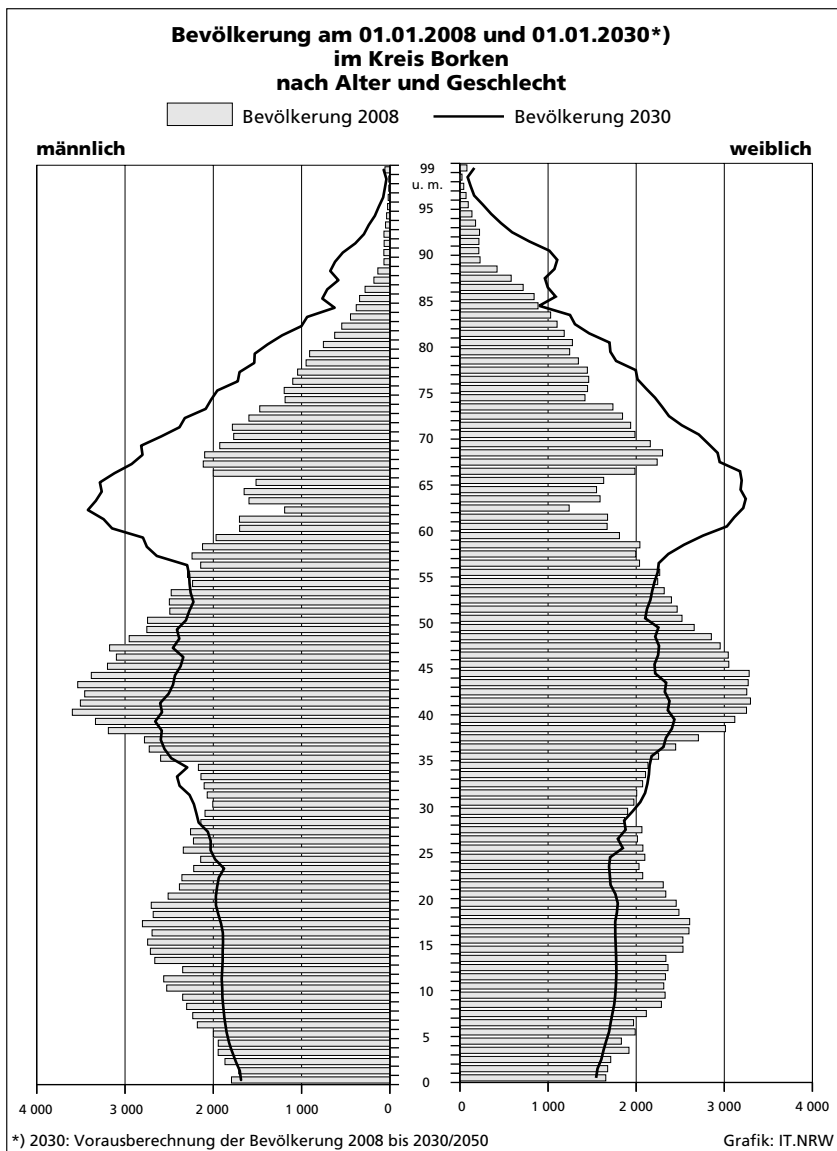 Bevölkerung am 01.01.2008 und 01.01.2030*)
im Kreis Borken
nach Alter und Geschlecht
Bevölkerung 2008
Bevölkerung 2030
männlich
weiblich
99
u. m.
95
90
85
80
75
70
65
60
55
50
45
40
35
30
25
20
15
10
5
0
4 000 3 000 2 000 1 000 0
0 1 000 2 000 3 000 4 000
*) 2030: Vorausberechnung der Bevölkerung 2008 bis 2030/2050
Grafik: IT.NRW